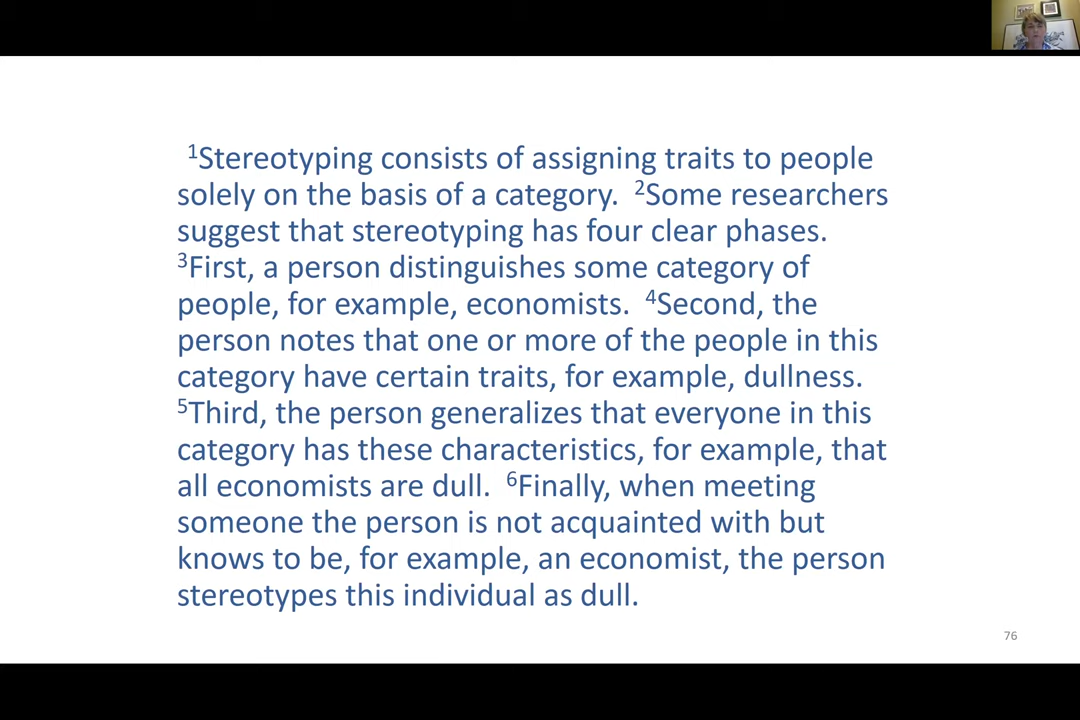 ¹Stereotyping consists of assigning traits to people
solely on the basis of a category.  ²Some researchers
suggest that stereotyping has four clear phases.
³First, a person distinguishes some category of
people, for example, economists.  ⁴Second, the
person notes that one or more of the people in this
category have certain traits, for example, dullness.
⁵Third, the person generalizes that everyone in this
category has these characteristics, for example, that
all economists are dull.  ⁶Finally, when meeting
someone the person is not acquainted with but
knows to be, for example, an economist, the person
stereotypes this individual as dull.
76